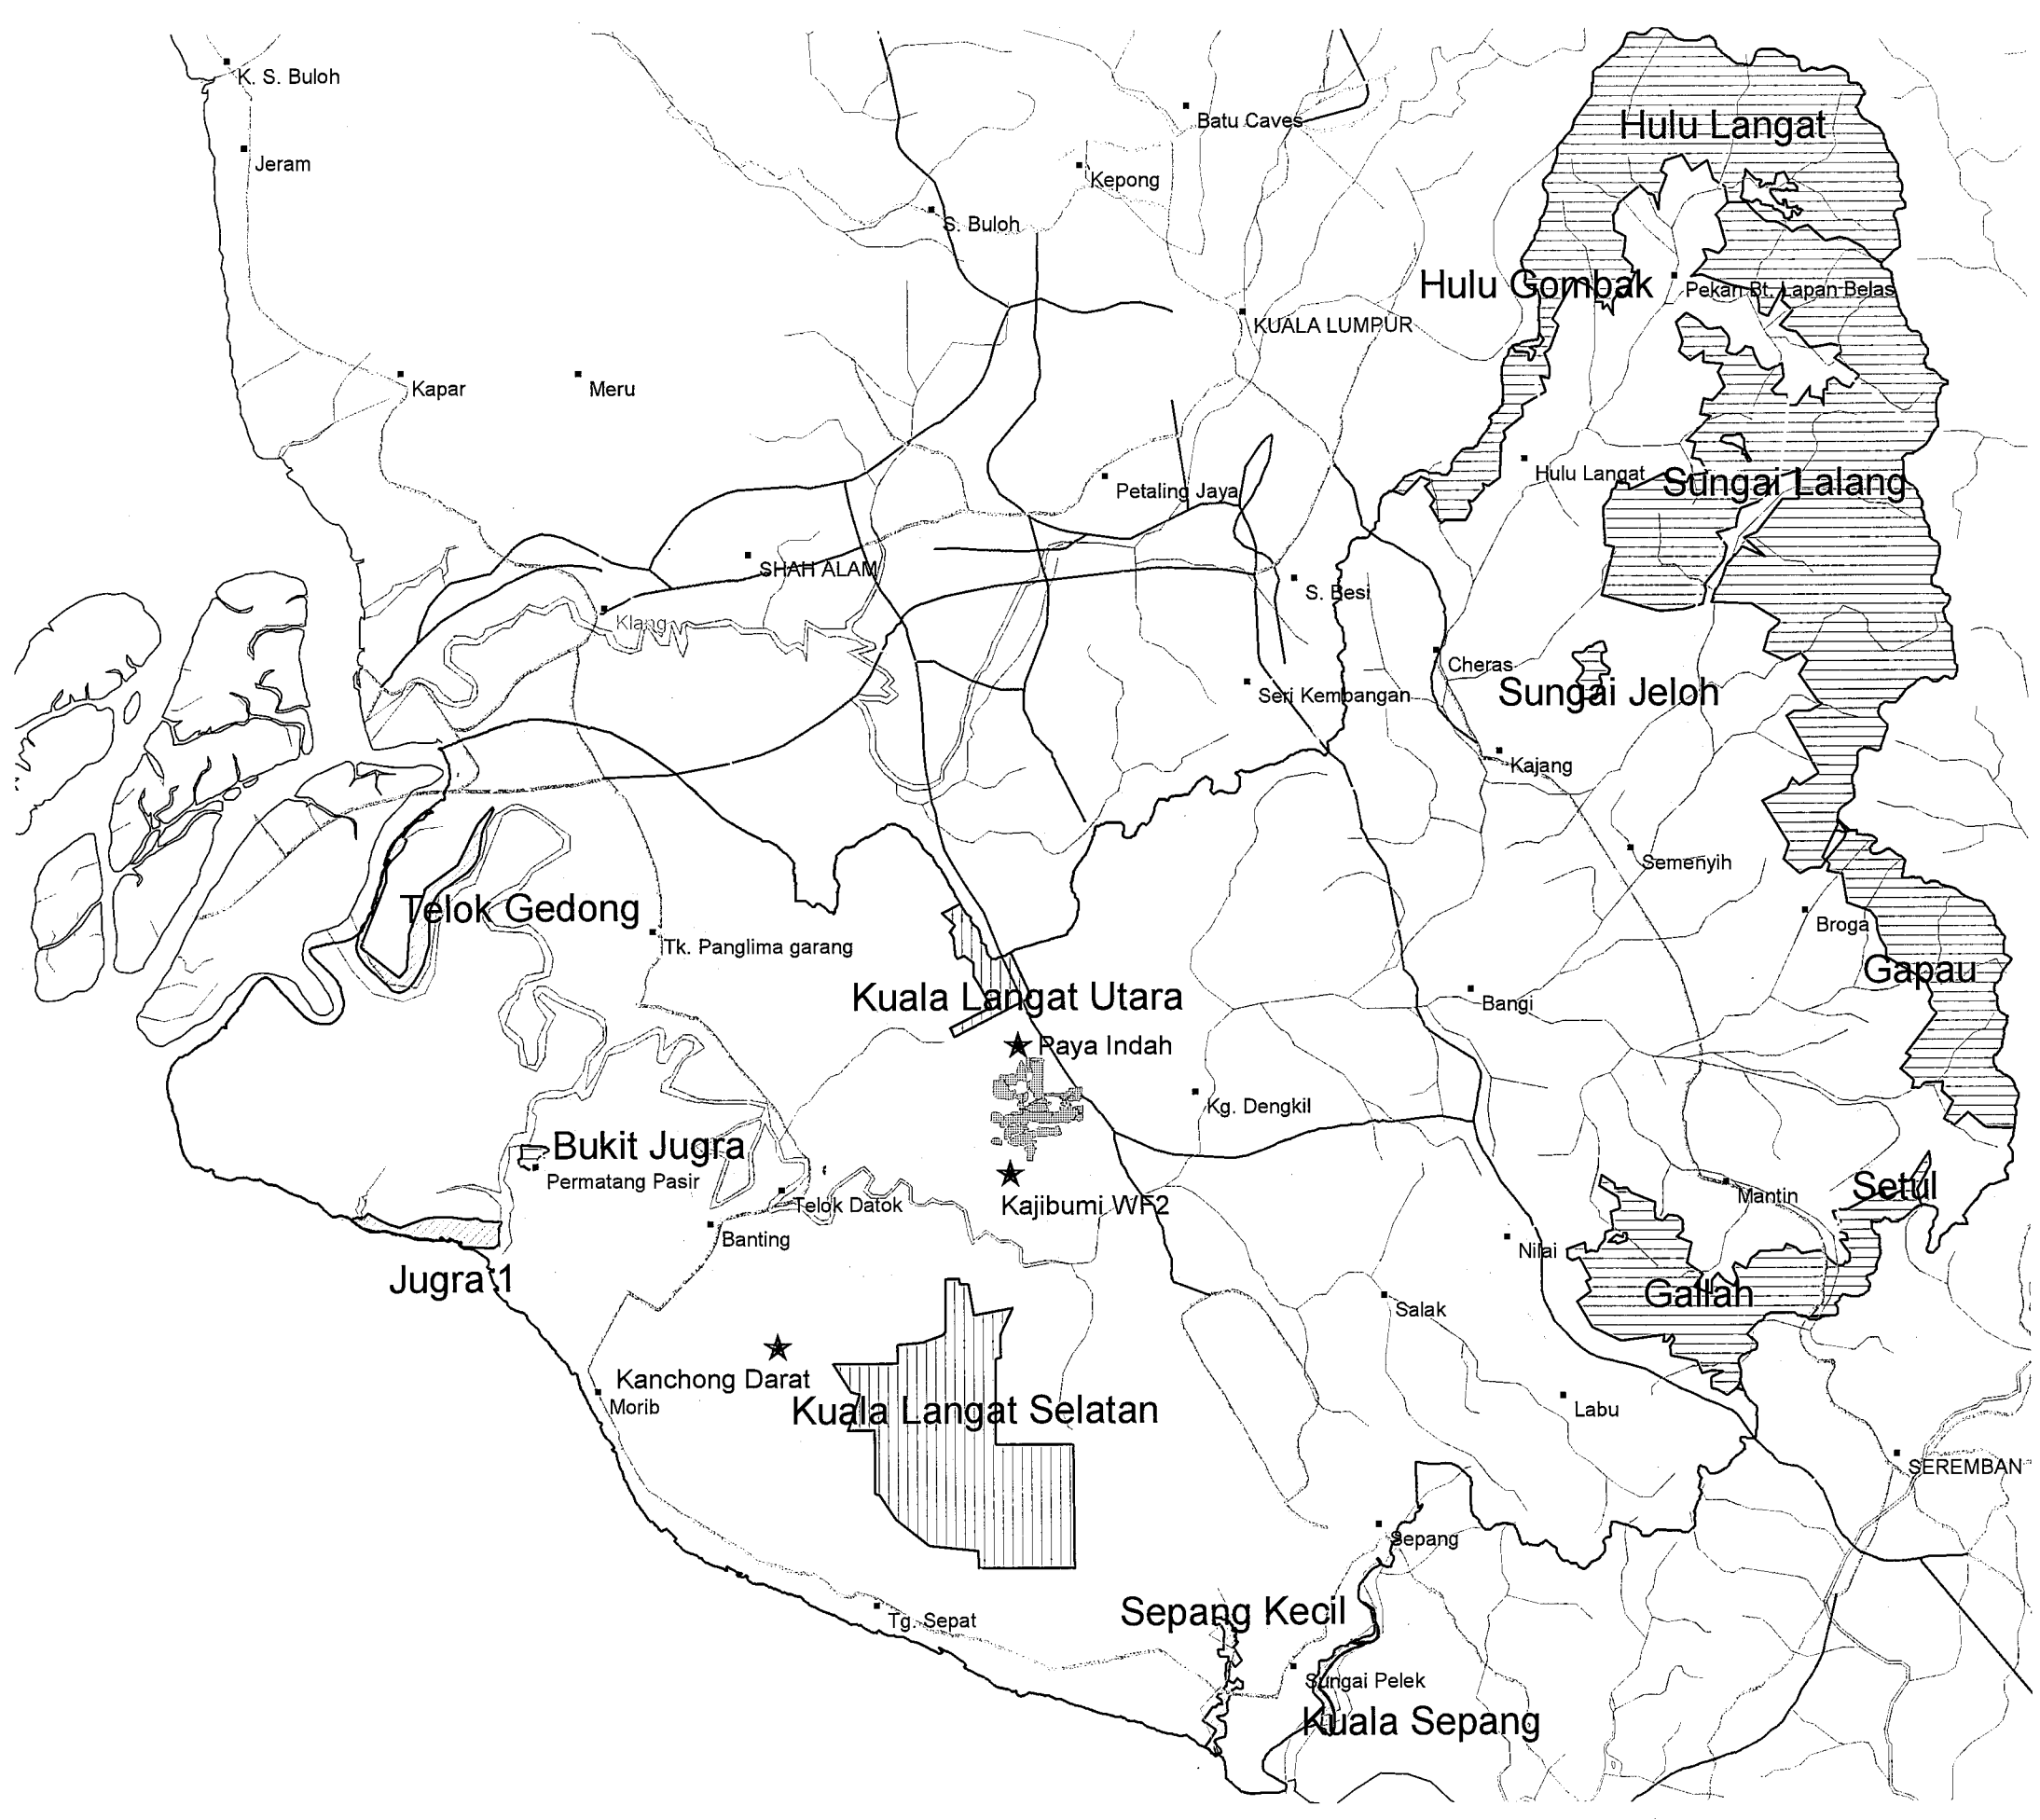 K. S. Buloh
Batu Caves
Hulu Langat
Jeram
Kepong
S. Buloh
Hulu Gombak
Pekan Bt. Lapan Belas
KUALA LUMPUR
Kapar
Meru
Hulu Langat
Sungai Lalang
Petaling Jaya
SHAH ALAM
S. Besi
Klang
Cheras
Sungai Jeloh
Seri Kembangan
Kajang
Semenyih
Telok Gedong
Broga
Tk. Panglima garang
Gapau
Kuala Langat Utara
Bangi
Paya Indah
Kg. Dengkil
Bukit Jugra
Permatang Pasir
Setul
Mantin
Telok Datok
Kajibumi WF2
Banting
Nilai
Jugra 1
Gallah
Salak
Kanchong Darat
Morib
Kuala Langat Selatan
Labu
SEREMBAN
Sepang
Sepang Kecil
Tg. Sepat
Sungai Pelek
Kuala Sepang